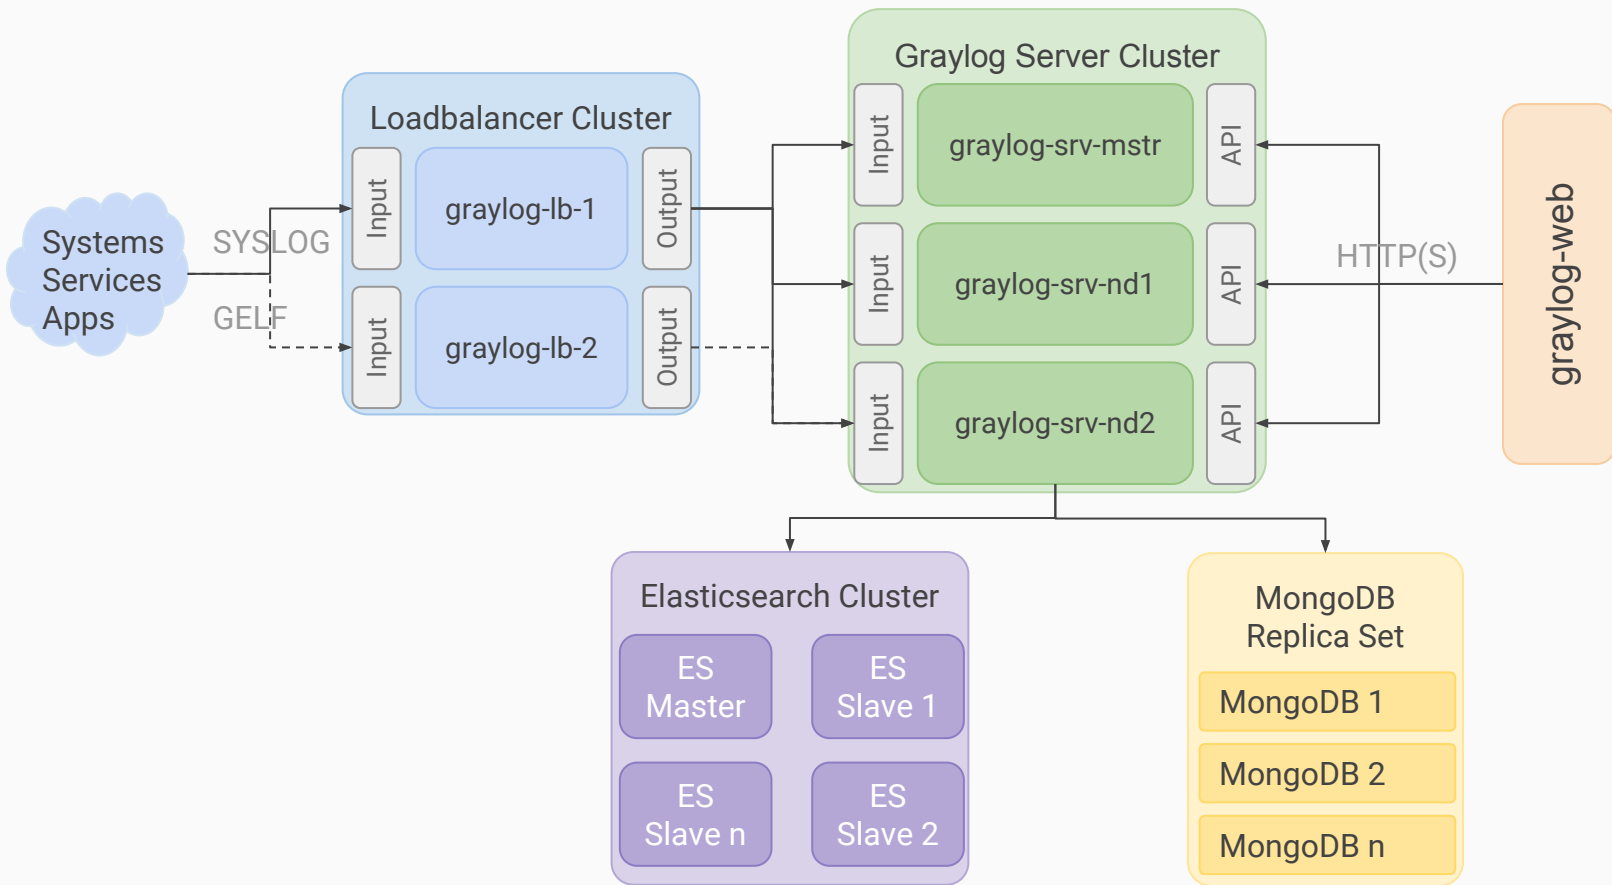 Systems
Services
Apps
SYSLOG
GELF
Loadbalancer Cluster
Input
graylog-lb-1
Output
Input
graylog-lb-2
Output
Graylog Server Cluster
Input
graylog-srv-mstr
API
Input
graylog-srv-nd1
API
Input
graylog-srv-nd2
API
HTTP(S)
graylog-web
Elasticsearch Cluster
ES
Master
ES
Slave 1
ES
Slave n
ES
Slave 2
MongoDB
Replica Set
MongoDB 1
MongoDB 2
MongoDB n